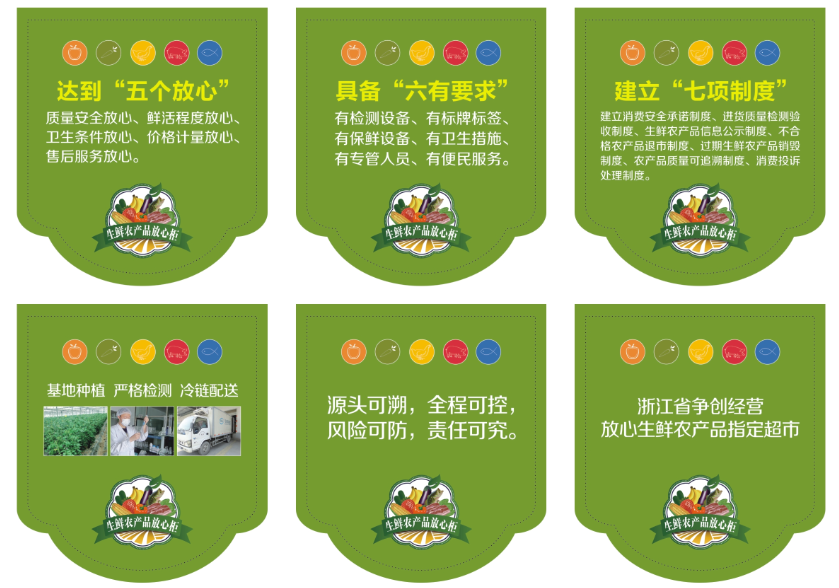 达到“五个放心”
质量安全放心、鲜活程度放心、
卫生条件放心、价格计量放心、
售后服务放心。
生鲜农产品放心柜
具备“六有要求”
有检测设备、有标牌标签、
有保鲜设备、有卫生措施、
有专管人员、有便民服务。
生鲜农产品放心柜
建立“七项制度”
建立消费安全承诺制度、进货质量检测验
收制度、生鲜农产品信息公示制度、不合
格农产品退市制度、过期生鲜农产品销毁
制度、农产品质量可追溯制度、消费投诉
处理制度。
生鲜农产品放心柜
基地种植 严格检测 冷链配送
生鲜农产品放心柜
源头可溯，全程可控，
风险可防，责任可究。
生鲜农产品放心柜
浙江省争创经营
放心生鲜农产品指定超市
生鲜农产品放心柜